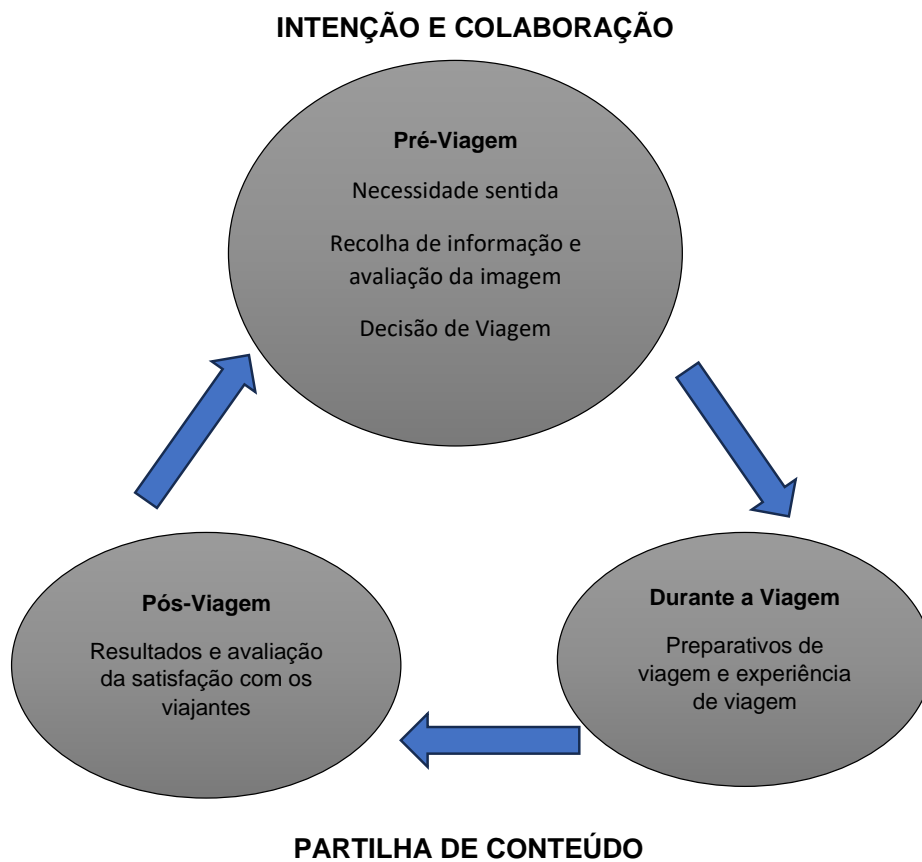 INTENÇÃO E COLABORAÇÃO
Pré-Viagem
Necessidade sentida
Recolha de informação e
avaliação da imagem
Decisão de Viagem
Pós-Viagem
Resultados e avaliação
da satisfação com os
viajantes
Durante a Viagem
Preparativos de
viagem e experiência
de viagem
PARTILHA DE CONTEÚDO